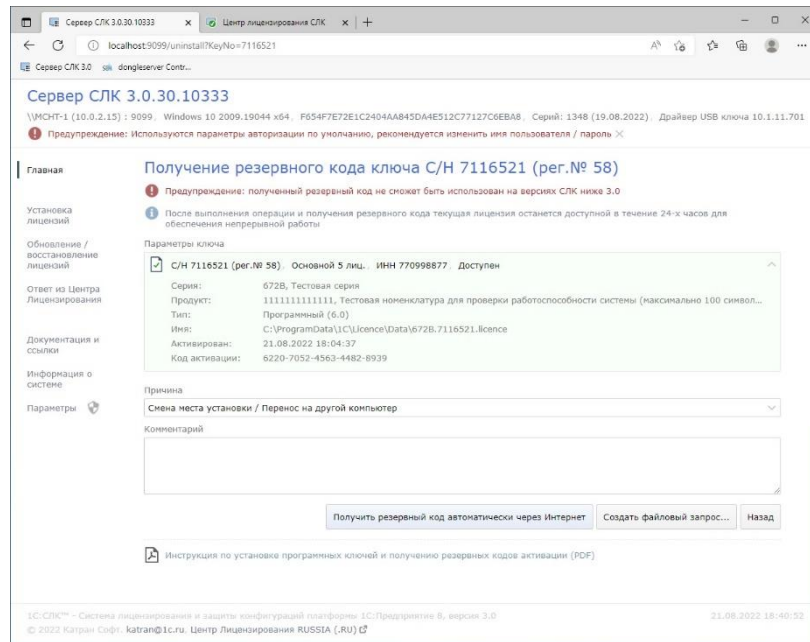 Сервер СЛК 3.0.30.10333
Центр лицензирования СЛК
localhost:9099/uninstall?KeyNo=7116521
Сервер СЛК 3.0
dongleserver Contr...
Сервер СЛК 3.0.30.10333
\\МСНТ-1 (10.0.2.15) : 9099, Windows 10 2009.19044 x64, F654F7E72E1C2404AA845DA4E512C77127C6EBA8, Серий: 1348 (19.08.2022), Драйвер USB ключа 10.1.11.701
Предупреждение: Используются параметры авторизации по умолчанию, рекомендуется изменить имя пользователя / пароль
Главная
Установка лицензий
Обновление / восстановление лицензий
Ответ из Центра Лицензирования
Документация и ссылки
Информация о системе
Параметры
Получение резервного кода ключа С/Н 7116521 (рег.№ 58)
Предупреждение: полученный резервный код не сможет быть использован на версиях СЛК ниже 3.0
После выполнения операции и получения резервного кода текущая лицензия останется доступной в течение 24-х часов для
обеспечения непрерывной работы
Параметры ключа
С/Н 7116521 (рег.№ 58), Основной 5 лиц., ИНН 770998877, Доступен
Серия: 672B, Тестовая серия
Продукт: 1111111111111, Тестовая номенклатура для проверки работоспособности системы (максимально 100 символ...
Тип: Программный (6.0)
Имя: C:\ProgramData\1C\Licence\Data\672B.7116521.licence
Активирован: 21.08.2022 18:04:37
Код активации: 6220-7052-4563-4482-8939
Причина
Смена места установки / Перенос на другой компьютер
Комментарий
Получить резервный код автоматически через Интернет
Создать файловый запрос...
Назад
Инструкция по установке программных ключей и получению резервных кодов активации (PDF)
1С:СЛК™ – Система лицензирования и защиты конфигураций платформы 1С:Предприятие 8, версия 3.0
21.08.2022 18:40:52
© 2022 Катран Софт, katran@1c.ru, Центр Лицензирования RUSSIA (.RU)